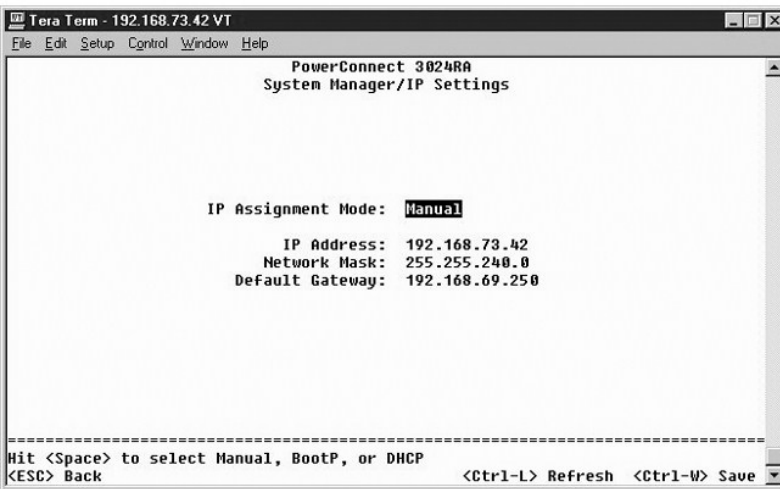 Tera Term - 192.168.73.42 VT
File Edit Setup Control Window Help
PowerConnect 3024RA
System Manager/IP Settings
IP Assignment Mode: Manual
IP Address: 192.168.73.42
Network Mask: 255.255.240.0
Default Gateway: 192.168.69.250
================================================================================
Hit <Space> to select Manual, BootP, or DHCP
<ESC> Back <Ctrl-L> Refresh <Ctrl-W> Save